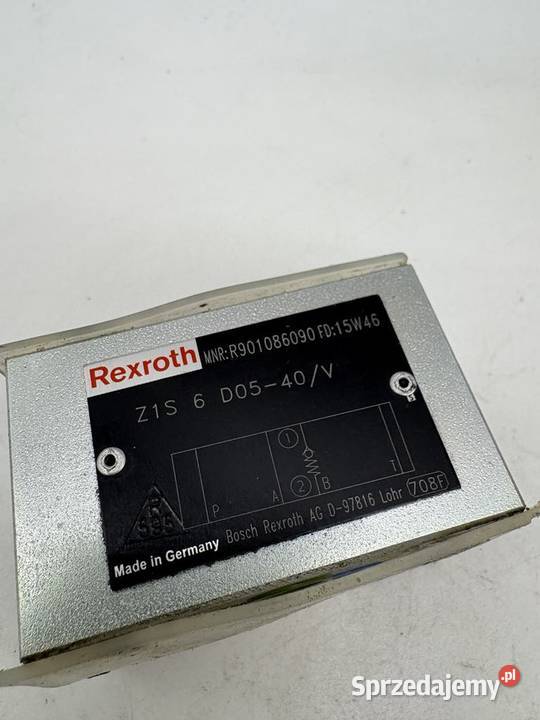 Rexroth MNR: R901086090 FD: 15W46
Z1S 6 D05-40/V
1
2
P A B T
Made in Germany Bosch Rexroth AG D-97816 Lohr 708F
Sprzedajemy.pl